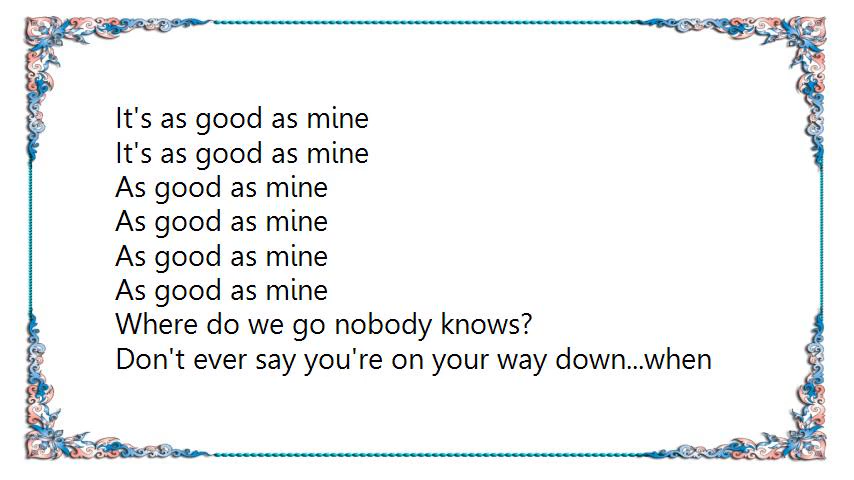 It's as good as mine
It's as good as mine
As good as mine
As good as mine
As good as mine
As good as mine
Where do we go nobody knows?
Don't ever say you're on your way down...when